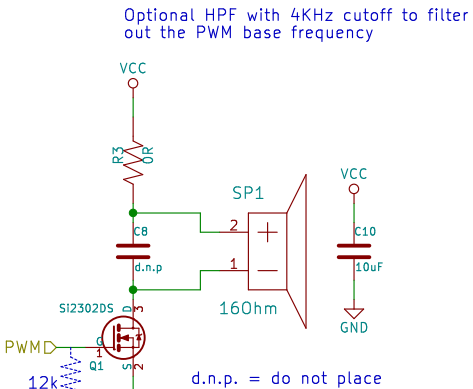 Optional HPF with 4KHz cutoff to filter
out the PWM base frequency
VCC
R3
0R
SP1
VCC
C8
2
+
C10
d.n.p
1
10uF
Si2302DS
D
3
16Ohm
GND
PWM
G
1
S
2
Q1
12k
d.n.p. = do not place